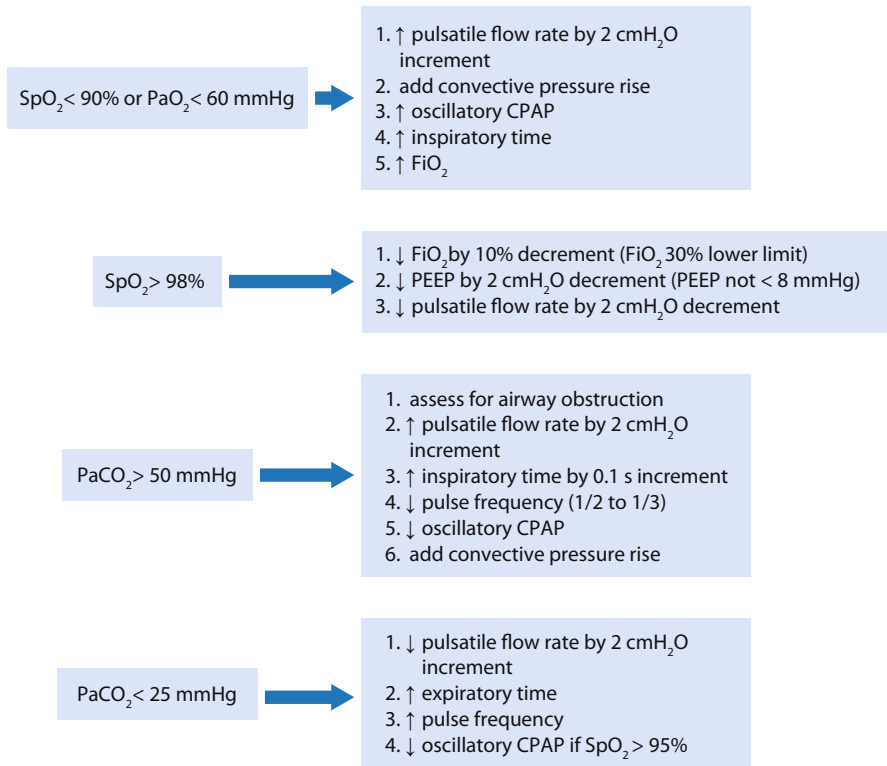 SpO₂< 90% or PaO₂< 60 mmHg
1. ↑ pulsatile flow rate by 2 cmH₂O
increment
2. add convective pressure rise
3. ↑ oscillatory CPAP
4. ↑ inspiratory time
5. ↑ FiO₂
SpO₂> 98%
1. ↓ FiO₂by 10% decrement (FiO₂ 30% lower limit)
2. ↓ PEEP by 2 cmH₂O decrement (PEEP not < 8 mmHg)
3. ↓ pulsatile flow rate by 2 cmH₂O decrement
PaCO₂> 50 mmHg
1. assess for airway obstruction
2. ↑ pulsatile flow rate by 2 cmH₂O
increment
3. ↑ inspiratory time by 0.1 s increment
4. ↓ pulse frequency (1/2 to 1/3)
5. ↓ oscillatory CPAP
6. add convective pressure rise
PaCO₂< 25 mmHg
1. ↓ pulsatile flow rate by 2 cmH₂O
increment
2. ↑ expiratory time
3. ↑ pulse frequency
4. ↓ oscillatory CPAP if SpO₂ > 95%